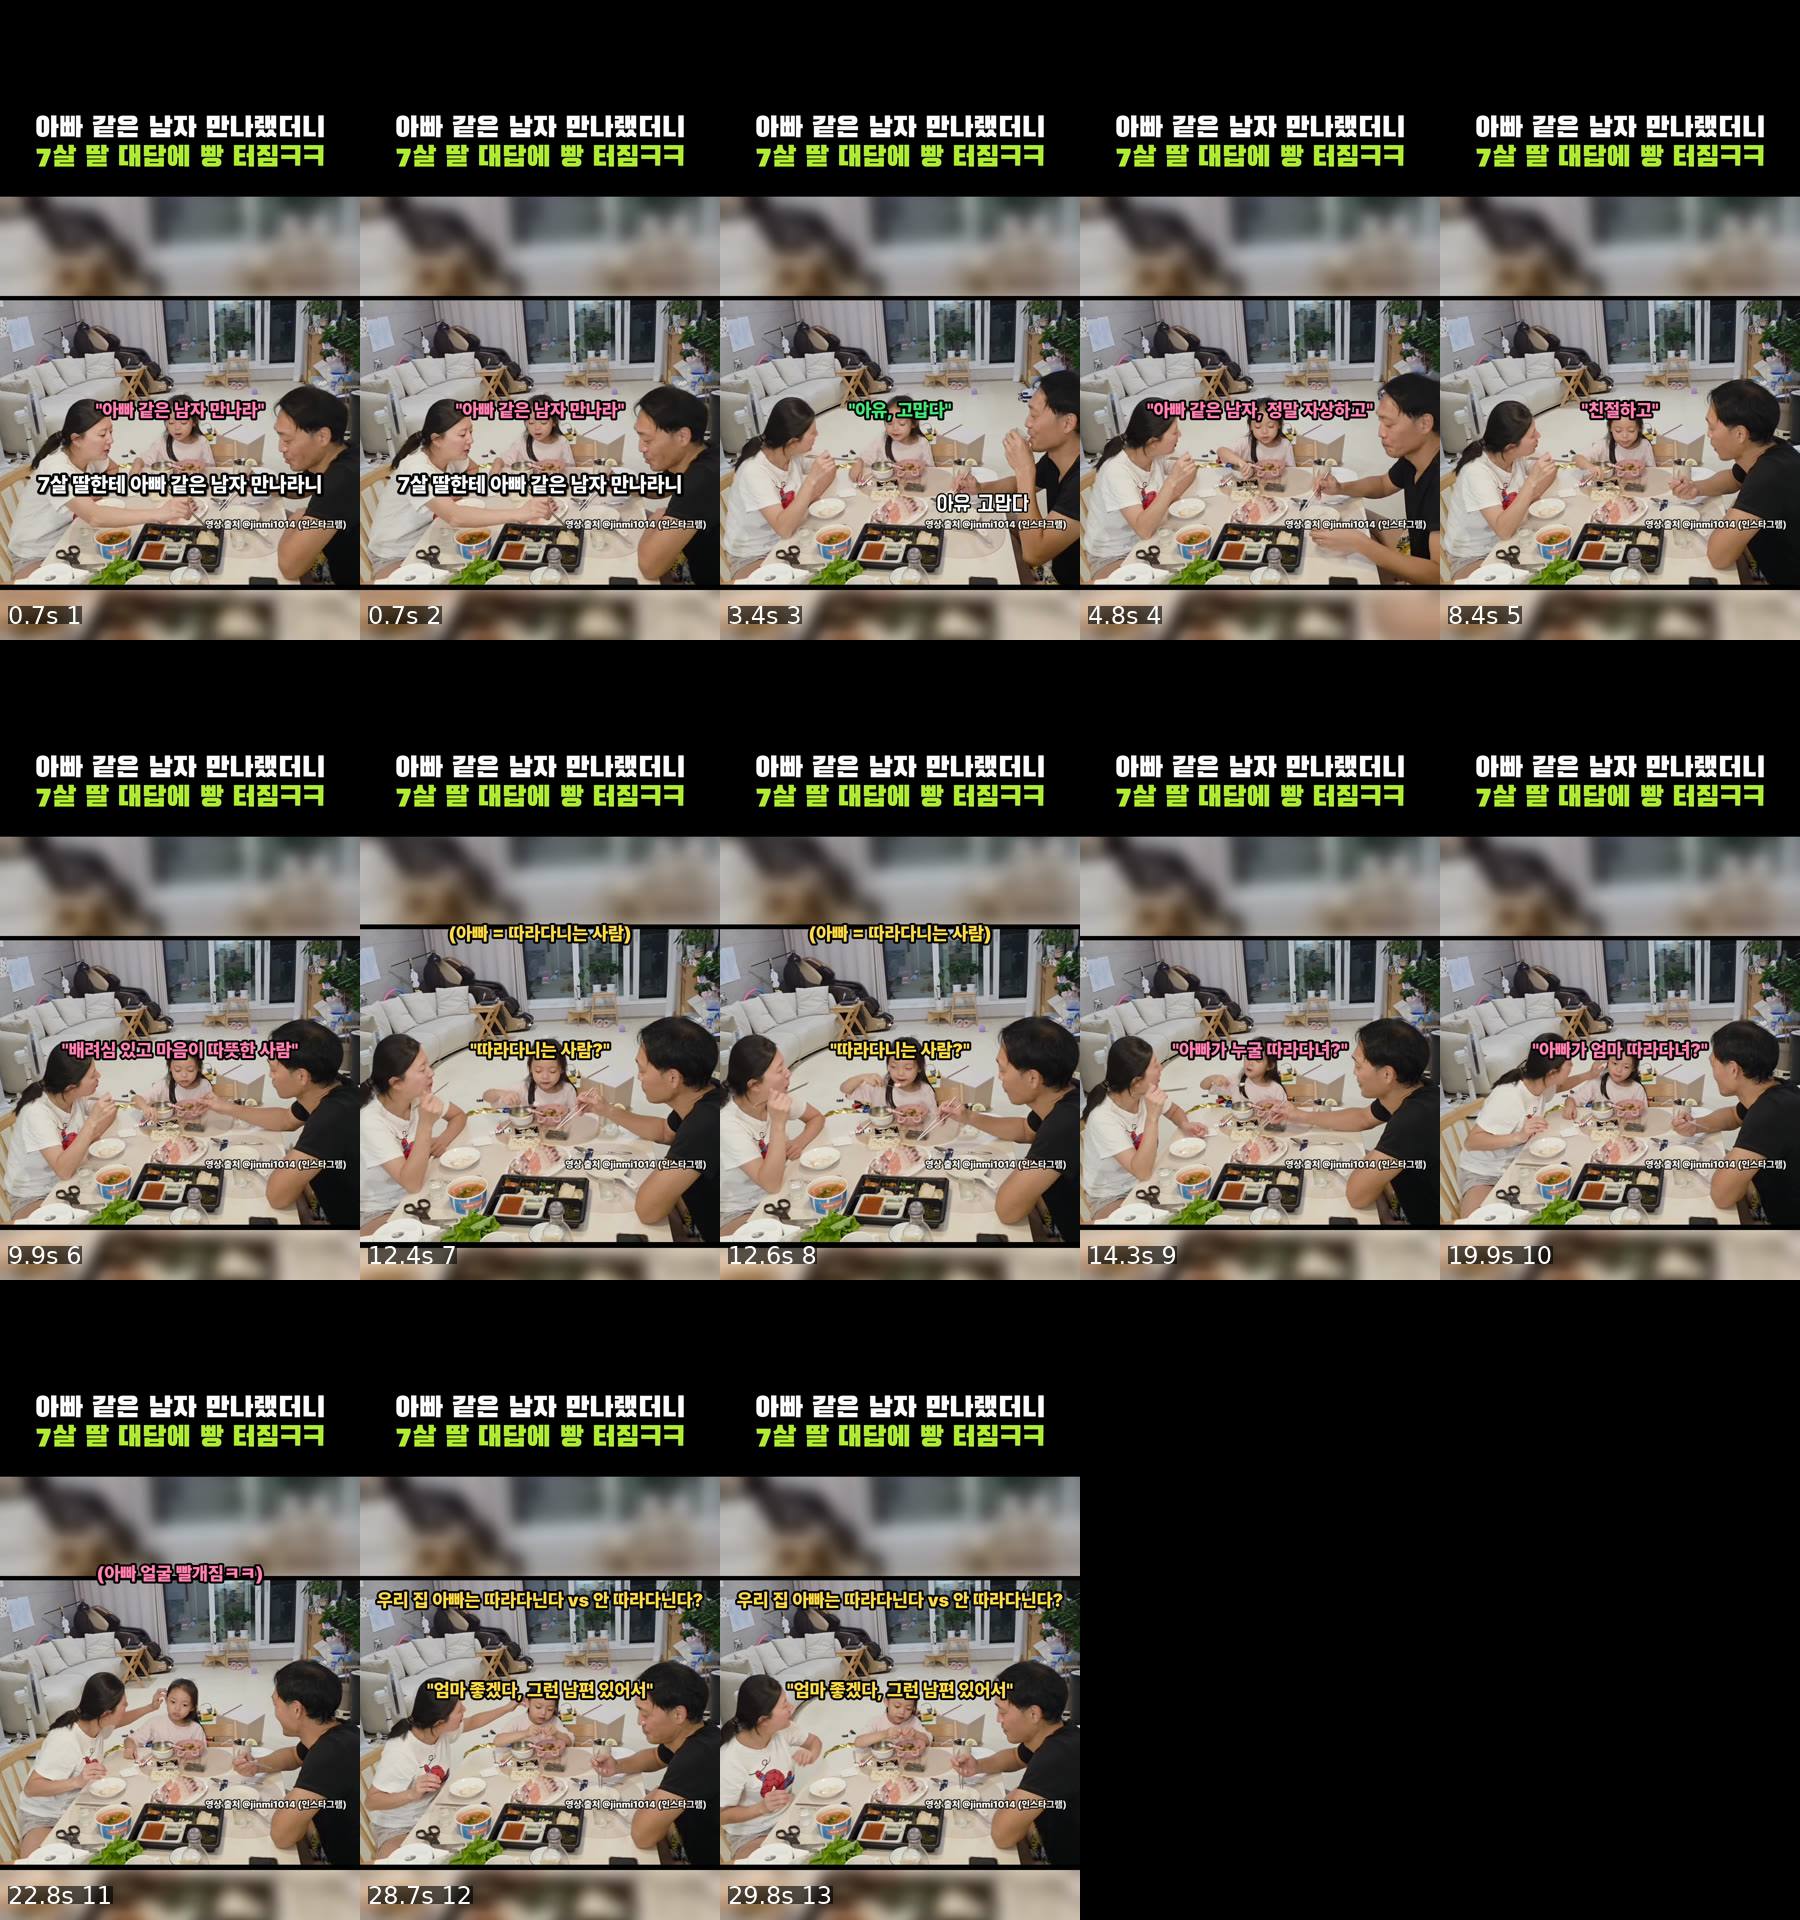 아빠 같은 남자 만나랬더니
7살 딸 대답에 빵 터짐ㅋㅋ
"아빠 같은 남자 만나라"
7살 딸한테 아빠 같은 남자 만나라니
영상 출처 @jinmi1014 (인스타그램)
0.7s 1
아빠 같은 남자 만나랬더니
7살 딸 대답에 빵 터짐ㅋㅋ
"아빠 같은 남자 만나라"
7살 딸한테 아빠 같은 남자 만나라니
영상 출처 @jinmi1014 (인스타그램)
0.7s 2
아빠 같은 남자 만나랬더니
7살 딸 대답에 빵 터짐ㅋㅋ
"아유, 고맙다"
아유 고맙다
영상 출처 @jinmi1014 (인스타그램)
3.4s 3
아빠 같은 남자 만나랬더니
7살 딸 대답에 빵 터짐ㅋㅋ
"아빠 같은 남자, 정말 자상하고"
영상 출처 @jinmi1014 (인스타그램)
4.8s 4
아빠 같은 남자 만나랬더니
7살 딸 대답에 빵 터짐ㅋㅋ
"친절하고"
영상 출처 @jinmi1014 (인스타그램)
8.4s 5
아빠 같은 남자 만나랬더니
7살 딸 대답에 빵 터짐ㅋㅋ
"배려심 있고 마음이 따뜻한 사람"
영상 출처 @jinmi1014 (인스타그램)
9.9s 6
아빠 같은 남자 만나랬더니
7살 딸 대답에 빵 터짐ㅋㅋ
(아빠 = 따라다니는 사람)
"따라다니는 사람?"
영상 출처 @jinmi1014 (인스타그램)
12.4s 7
아빠 같은 남자 만나랬더니
7살 딸 대답에 빵 터짐ㅋㅋ
(아빠 = 따라다니는 사람)
"따라다니는 사람?"
영상 출처 @jinmi1014 (인스타그램)
12.6s 8
아빠 같은 남자 만나랬더니
7살 딸 대답에 빵 터짐ㅋㅋ
"아빠가 누굴 따라다녀?"
영상 출처 @jinmi1014 (인스타그램)
14.3s 9
아빠 같은 남자 만나랬더니
7살 딸 대답에 빵 터짐ㅋㅋ
"아빠가 엄마 따라다녀?"
영상 출처 @jinmi1014 (인스타그램)
19.9s 10
아빠 같은 남자 만나랬더니
7살 딸 대답에 빵 터짐ㅋㅋ
(아빠 얼굴 빨개짐ㅋㅋ)
영상 출처 @jinmi1014 (인스타그램)
22.8s 11
아빠 같은 남자 만나랬더니
7살 딸 대답에 빵 터짐ㅋㅋ
우리 집 아빠는 따라다닌다 vs 안 따라다닌다?
"엄마 좋겠다, 그런 남편 있어서"
영상 출처 @jinmi1014 (인스타그램)
28.7s 12
아빠 같은 남자 만나랬더니
7살 딸 대답에 빵 터짐ㅋㅋ
우리 집 아빠는 따라다닌다 vs 안 따라다닌다?
"엄마 좋겠다, 그런 남편 있어서"
영상 출처 @jinmi1014 (인스타그램)
29.8s 13